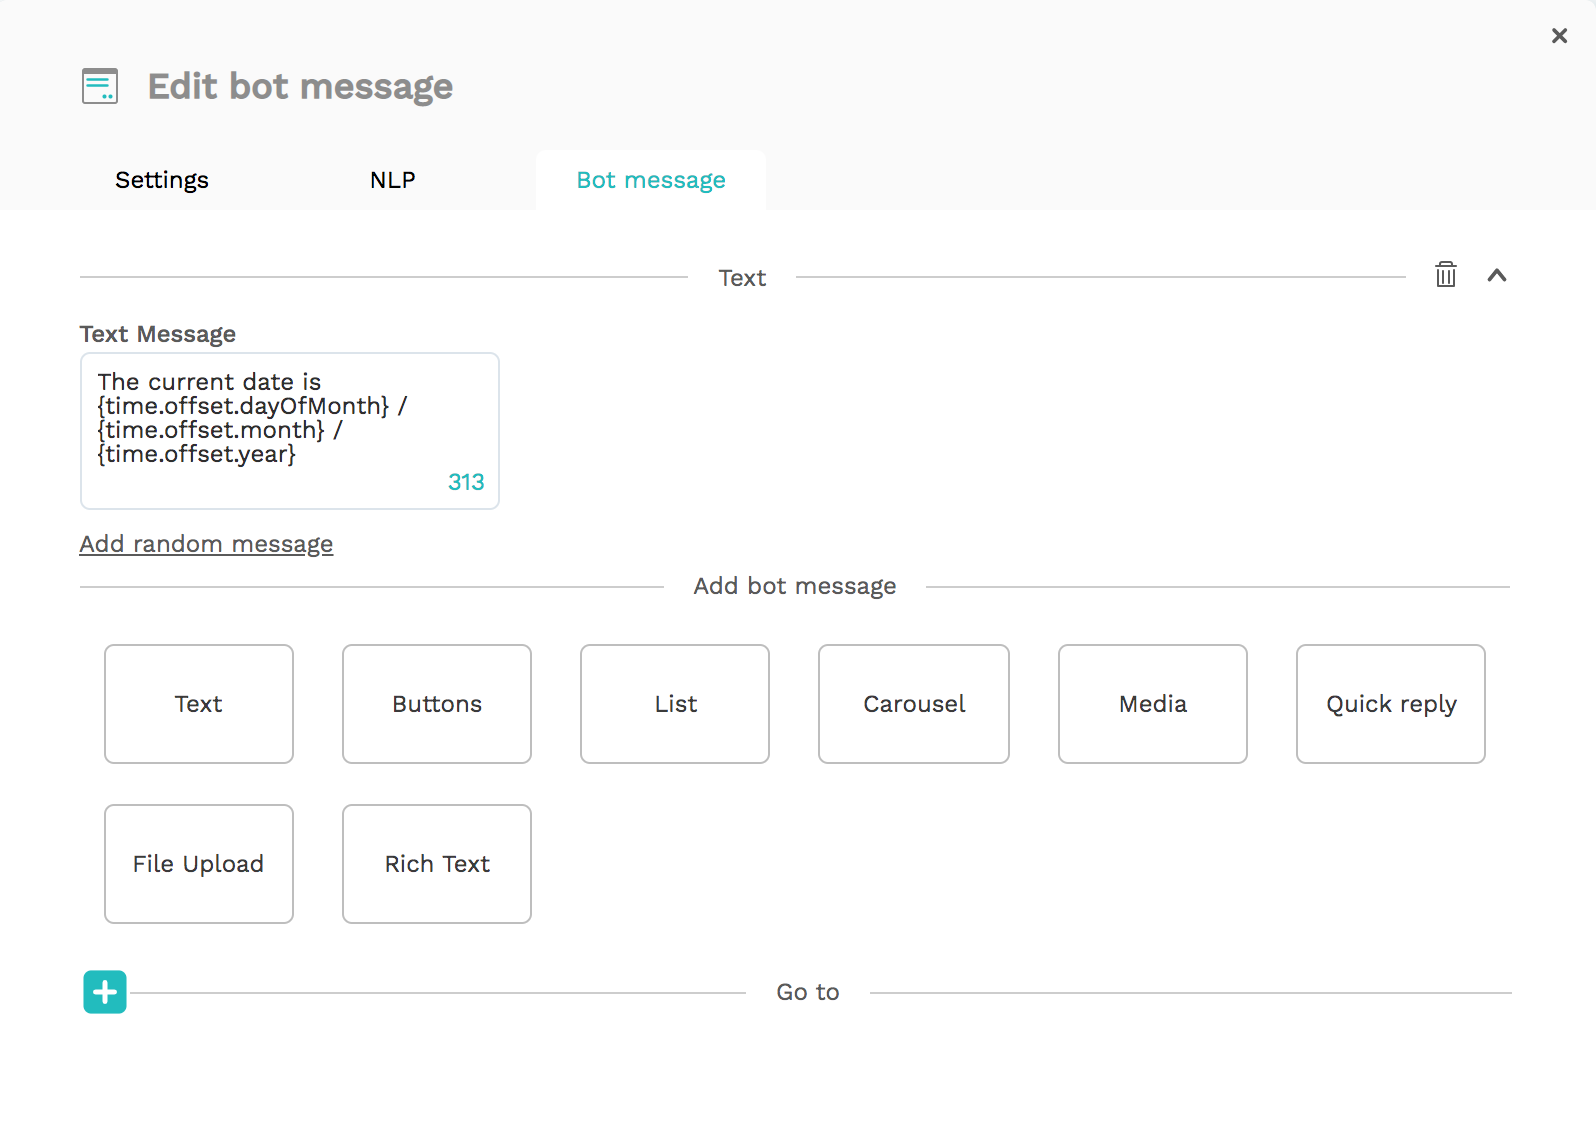 Edit bot message
Settings
NLP
Bot message
Text
Text Message
The current date is
{time.offset.dayOfMonth} /
{time.offset.month} /
{time.offset.year}
313
Add random message
Add bot message
Text
Buttons
List
Carousel
Media
Quick reply
File Upload
Rich Text
Go to